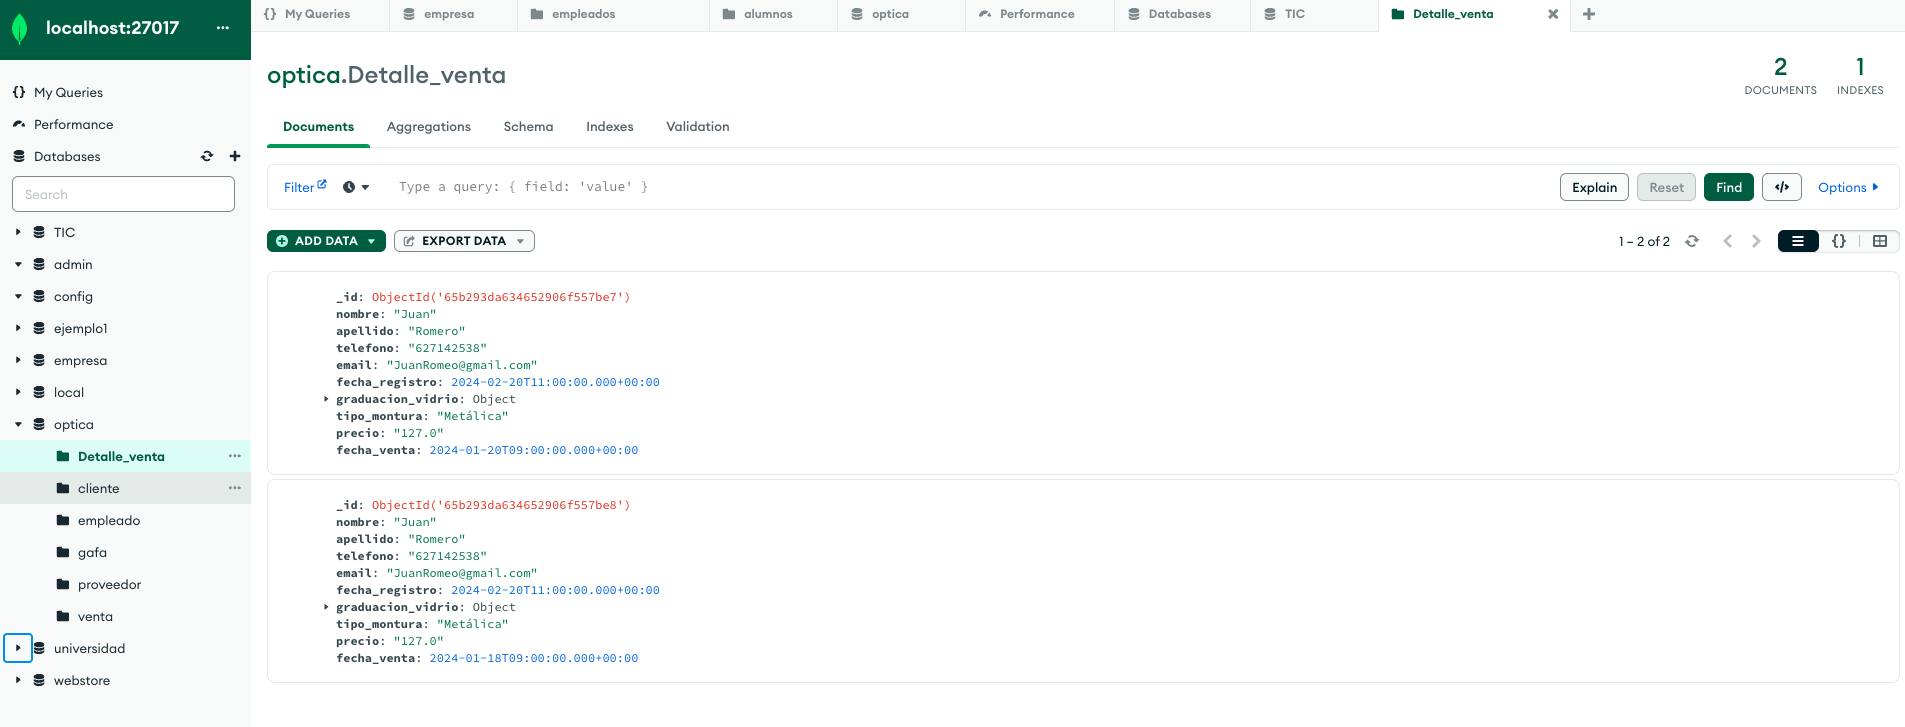 localhost:27017
My Queries
Performance
Databases
Search
TIC
admin
config
ejemplo1
empresa
local
optica
Detalle_venta
cliente
empleado
gafa
proveedor
venta
universidad
webstore
My Queries
empresa
empleados
alumnos
optica
Performance
Databases
TIC
Detalle_venta
optica.Detalle_venta
2
DOCUMENTS
1
INDEXES
Documents
Aggregations
Schema
Indexes
Validation
Filter
Type a query: { field: 'value' }
Explain
Reset
Find
</>
Options
ADD DATA
EXPORT DATA
1 – 2 of 2
{}
_id: ObjectId('65b293da634652906f557be7')
nombre: "Juan"
apellido: "Romero"
telefono: "627142538"
email: "JuanRomeo@gmail.com"
fecha_registro: 2024-02-20T11:00:00.000+00:00
graduacion_vidrio: Object
tipo_montura: "Metálica"
precio: "127.0"
fecha_venta: 2024-01-20T09:00:00.000+00:00
_id: ObjectId('65b293da634652906f557be8')
nombre: "Juan"
apellido: "Romero"
telefono: "627142538"
email: "JuanRomeo@gmail.com"
fecha_registro: 2024-02-20T11:00:00.000+00:00
graduacion_vidrio: Object
tipo_montura: "Metálica"
precio: "127.0"
fecha_venta: 2024-01-18T09:00:00.000+00:00